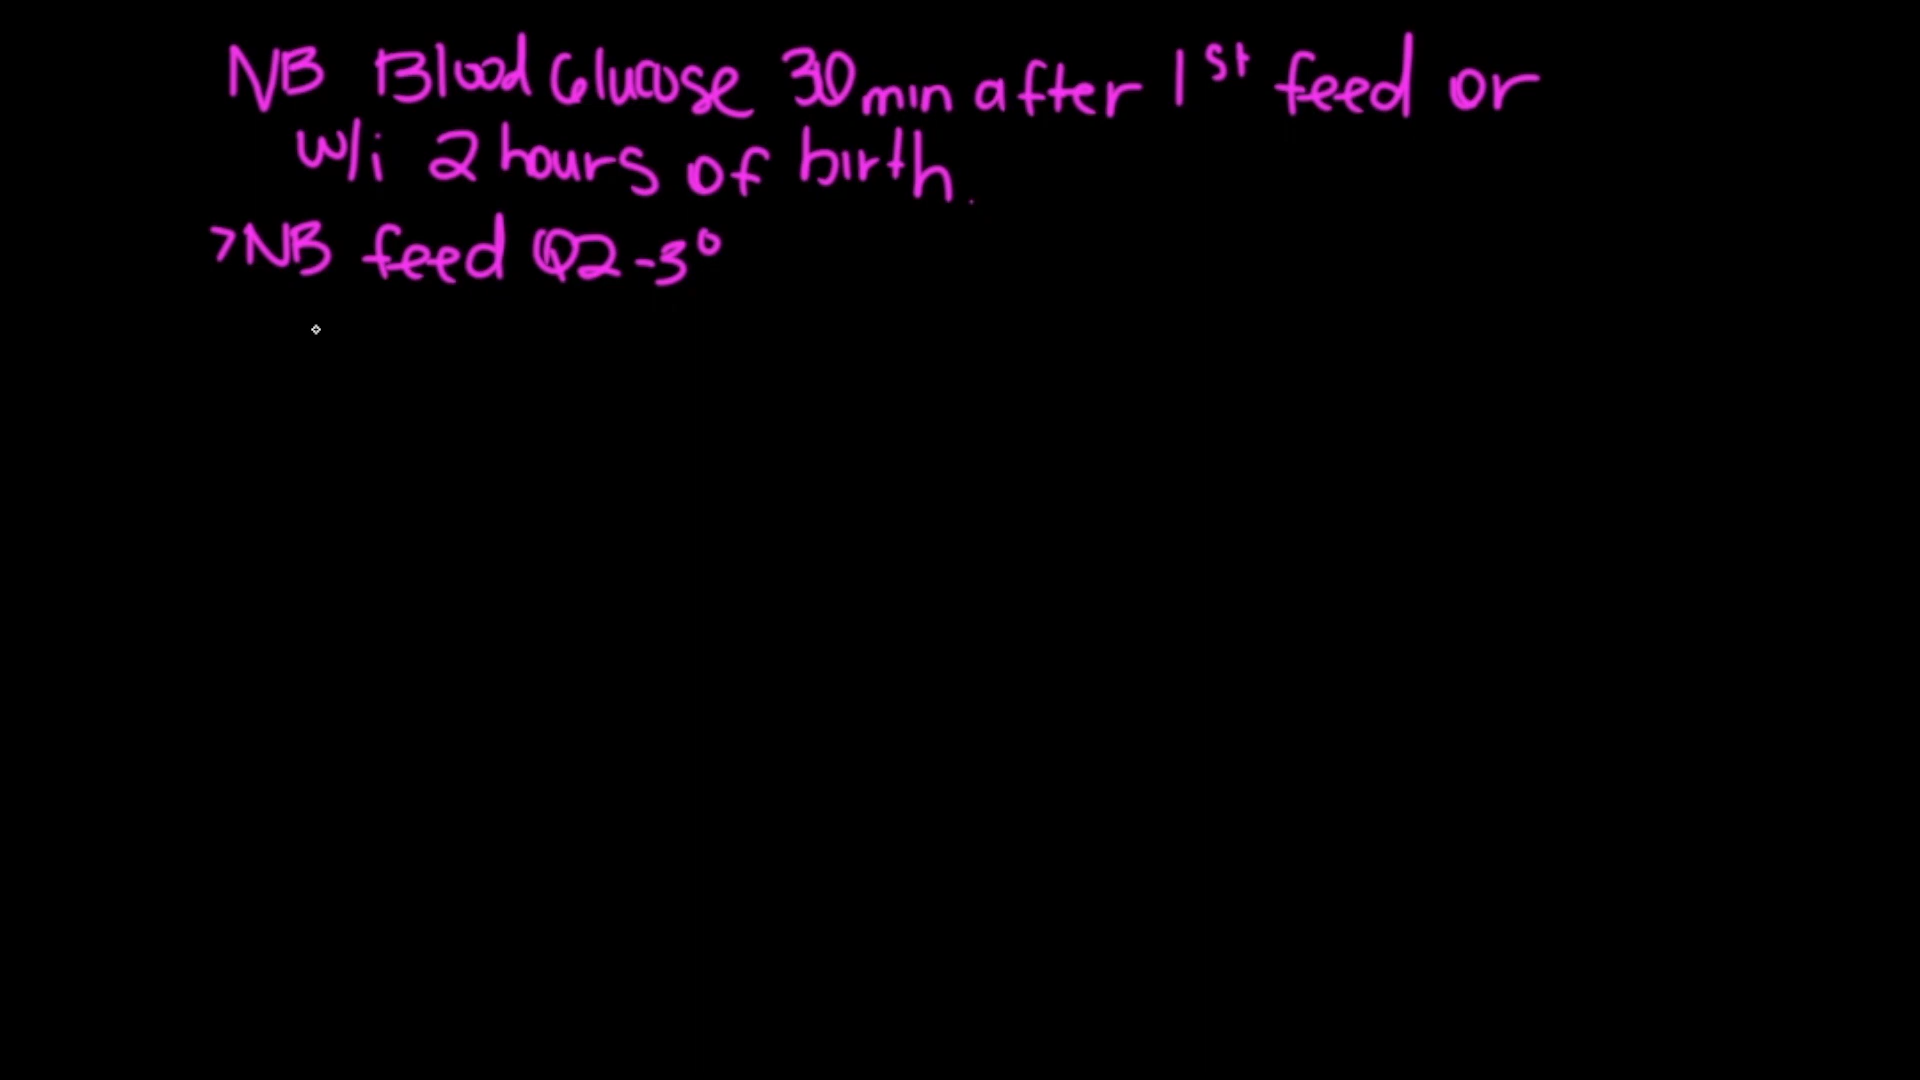 NB Blood Glucose 30 min after 1st feed or
w/i 2 hours of birth.
>NB feed Q2-3°